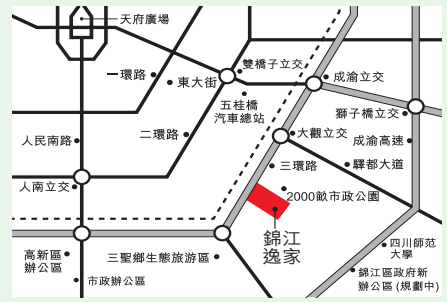 天府廣場
雙橋子立交
一環路
東大街
成渝立交
五桂橋
汽車總站
獅子橋立交
二環路
大觀立交
人民南路
成渝高速
三環路
驛都大道
人南立交
2000畝市政公園
錦江
逸家
四川師范
大學
高新區
辦公區
三聖鄉生態旅游區
錦江區政府新
辦公區(規劃中)
市政辦公區